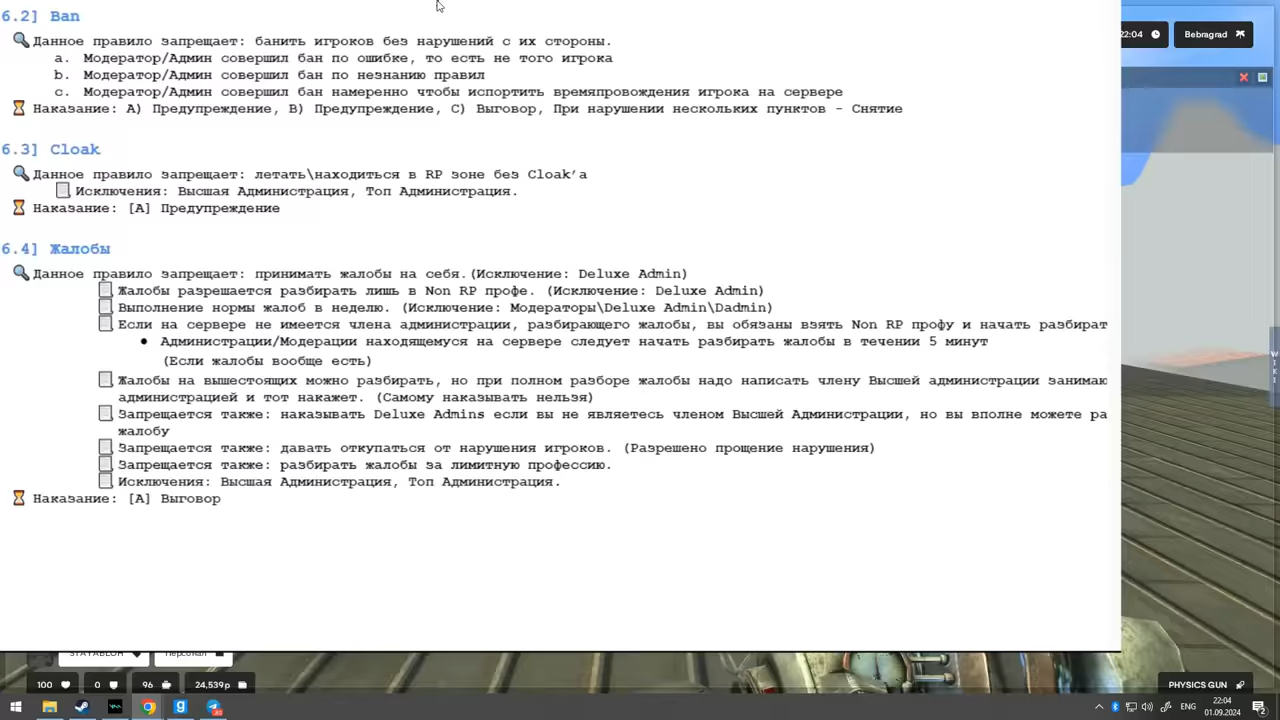 6.2] Ban
Данное правило запрещает: банить игроков без нарушений с их стороны.
a. Модератор/Админ совершил бан по ошибке, то есть не того игрока
b. Модератор/Админ совершил бан по незнанию правил
c. Модератор/Админ совершил бан намеренно чтобы испортить времяпровождения игрока на сервере
Наказание: A) Предупреждение, B) Предупреждение, C) Выговор, При нарушении нескольких пунктов - Снятие
6.3] Cloak
Данное правило запрещает: летать\находиться в RP зоне без Cloak’а
Исключения: Высшая Администрация, Топ Администрация.
Наказание: [A] Предупреждение
6.4] Жалобы
Данное правило запрещает: принимать жалобы на себя.(Исключение: Deluxe Admin)
Жалобы разрешается разбирать лишь в Non RP профе. (Исключение: Deluxe Admin)
Выполнение нормы жалоб в неделю. (Исключение: Модераторы\Deluxe Admin\Dadmin)
Если на сервере не имеется члена администрации, разбирающего жалобы, вы обязаны взять Non RP профу и начать разбират
● Администрации/Модерации находящемуся на сервере следует начать разбирать жалобы в течении 5 минут
(Если жалобы вообще есть)
Жалобы на вышестоящих можно разбирать, но при полном разборе жалобы надо написать члену Высшей администрации занимаю
администрацией и тот накажет. (Самому наказывать нельзя)
Запрещается также: наказывать Deluxe Admins если вы не являетесь членом Высшей Администрации, но вы вполне можете ра
жалобу
Запрещается также: давать откупаться от нарушения игроков. (Разрешено прощение нарушения)
Запрещается также: разбирать жалобы за лимитную профессию.
Исключения: Высшая Администрация, Топ Администрация.
Наказание: [A] Выговор
22:04
Bebragrad
WIKI
Персонал
100
0
96
24,539р
PHYSICS GUN
ENG
22:04
01.09.2024
2